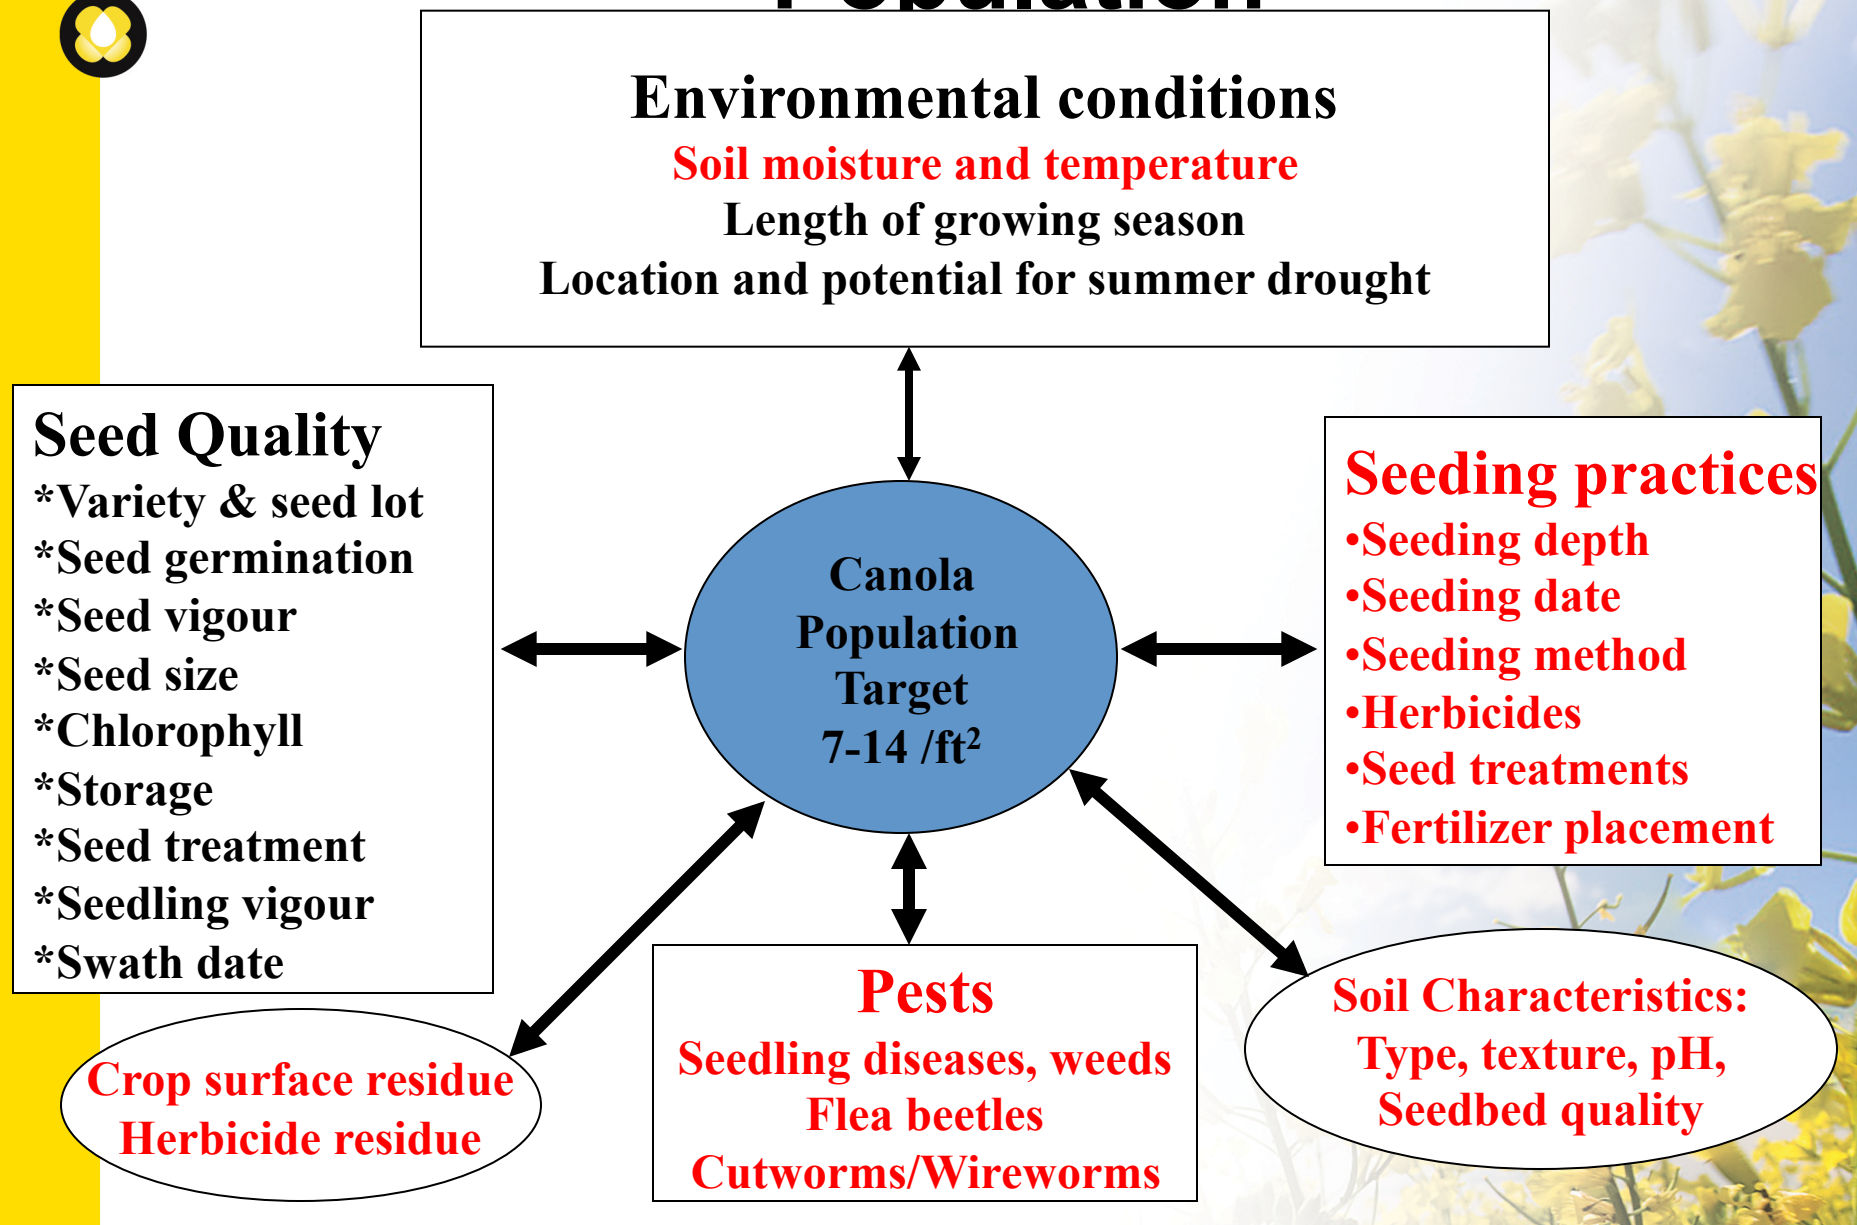 Population
Environmental conditions
Soil moisture and temperature
Length of growing season
Location and potential for summer drought
Seed Quality
*Variety & seed lot
*Seed germination
*Seed vigour
*Seed size
*Chlorophyll
*Storage
*Seed treatment
*Seedling vigour
*Swath date
Canola
Population
Target
7-14 /ft²
Seeding practices
•Seeding depth
•Seeding date
•Seeding method
•Herbicides
•Seed treatments
•Fertilizer placement
Crop surface residue
Herbicide residue
Pests
Seedling diseases, weeds
Flea beetles
Cutworms/Wireworms
Soil Characteristics:
Type, texture, pH,
Seedbed quality